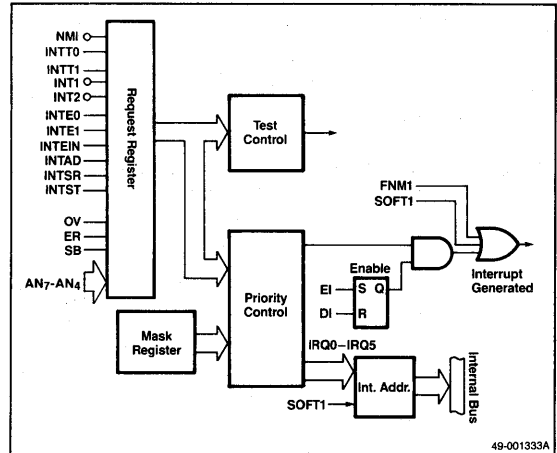 NMI
INTT0
INTT1
INT1
INT2
INTE0
INTE1
INTEIN
INTAD
INTSR
INTST
OV
ER
SB
AN7-AN4
Request Register
Test
Control
FNM1
SOFT1
Interrupt
Generated
Priority
Control
Enable
EI
S Q
DI
R
Mask
Register
IRQ0–IRQ5
Int. Addr.
SOFT1
Internal Bus
49-001333A